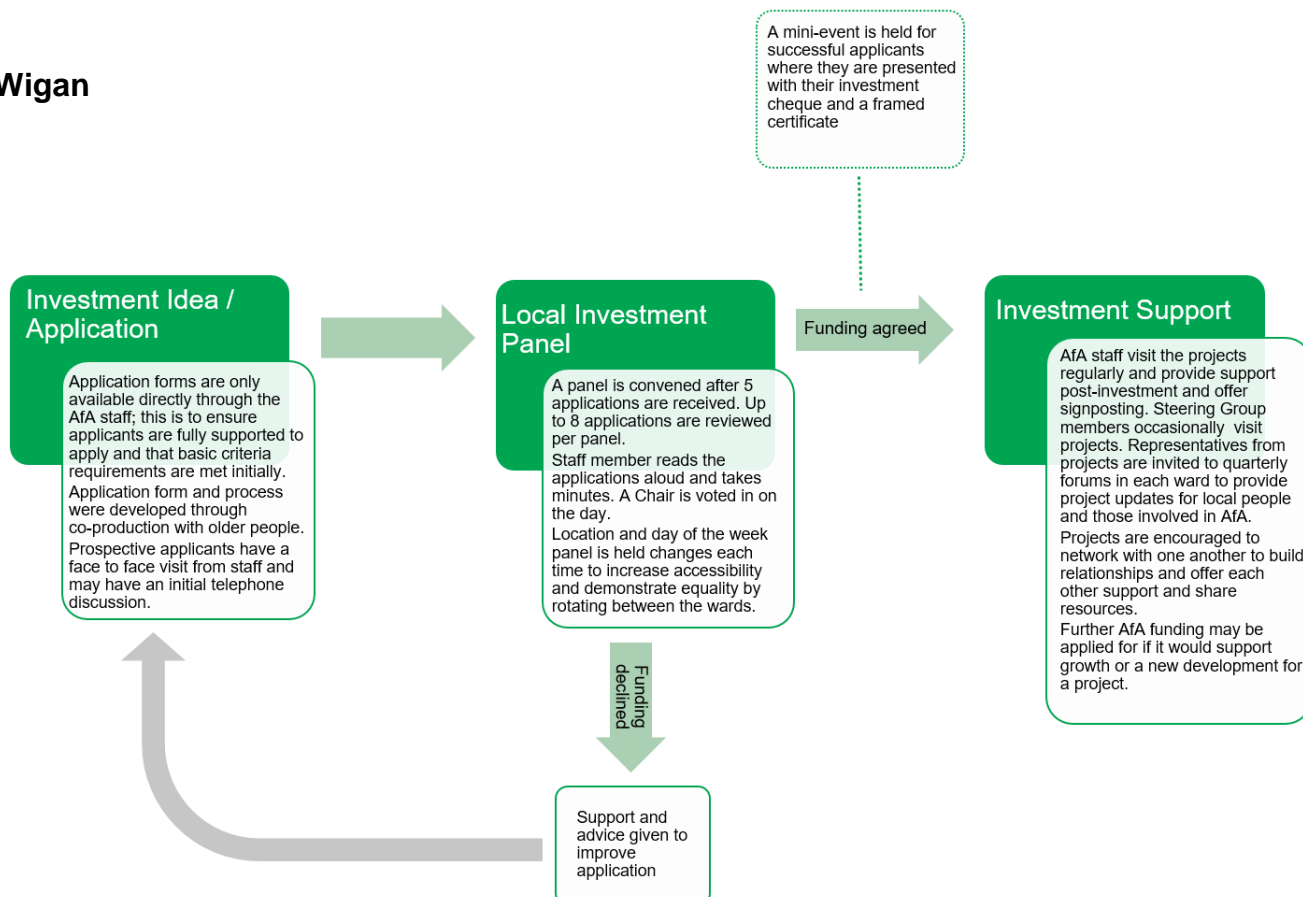 Wigan
A mini-event is held for
successful applicants
where they are presented
with their investment
cheque and a framed
certificate
Investment Idea /
Application
Application forms are only
available directly through the
AfA staff; this is to ensure
applicants are fully supported to
apply and that basic criteria
requirements are met initially.
Application form and process
were developed through
co-production with older people.
Prospective applicants have a
face to face visit from staff and
may have an initial telephone
discussion.
Local Investment
Panel
A panel is convened after 5
applications are received. Up
to 8 applications are reviewed
per panel.
Staff member reads the
applications aloud and takes
minutes. A Chair is voted in on
the day.
Location and day of the week
panel is held changes each
time to increase accessibility
and demonstrate equality by
rotating between the wards.
Funding agreed
Investment Support
AfA staff visit the projects
regularly and provide support
post-investment and offer
signposting. Steering Group
members occasionally visit
projects. Representatives from
projects are invited to quarterly
forums in each ward to provide
project updates for local people
and those involved in AfA.
Projects are encouraged to
network with one another to build
relationships and offer each
other support and share
resources.
Further AfA funding may be
applied for if it would support
growth or a new development for
a project.
Funding
declined
Support and
advice given to
improve
application